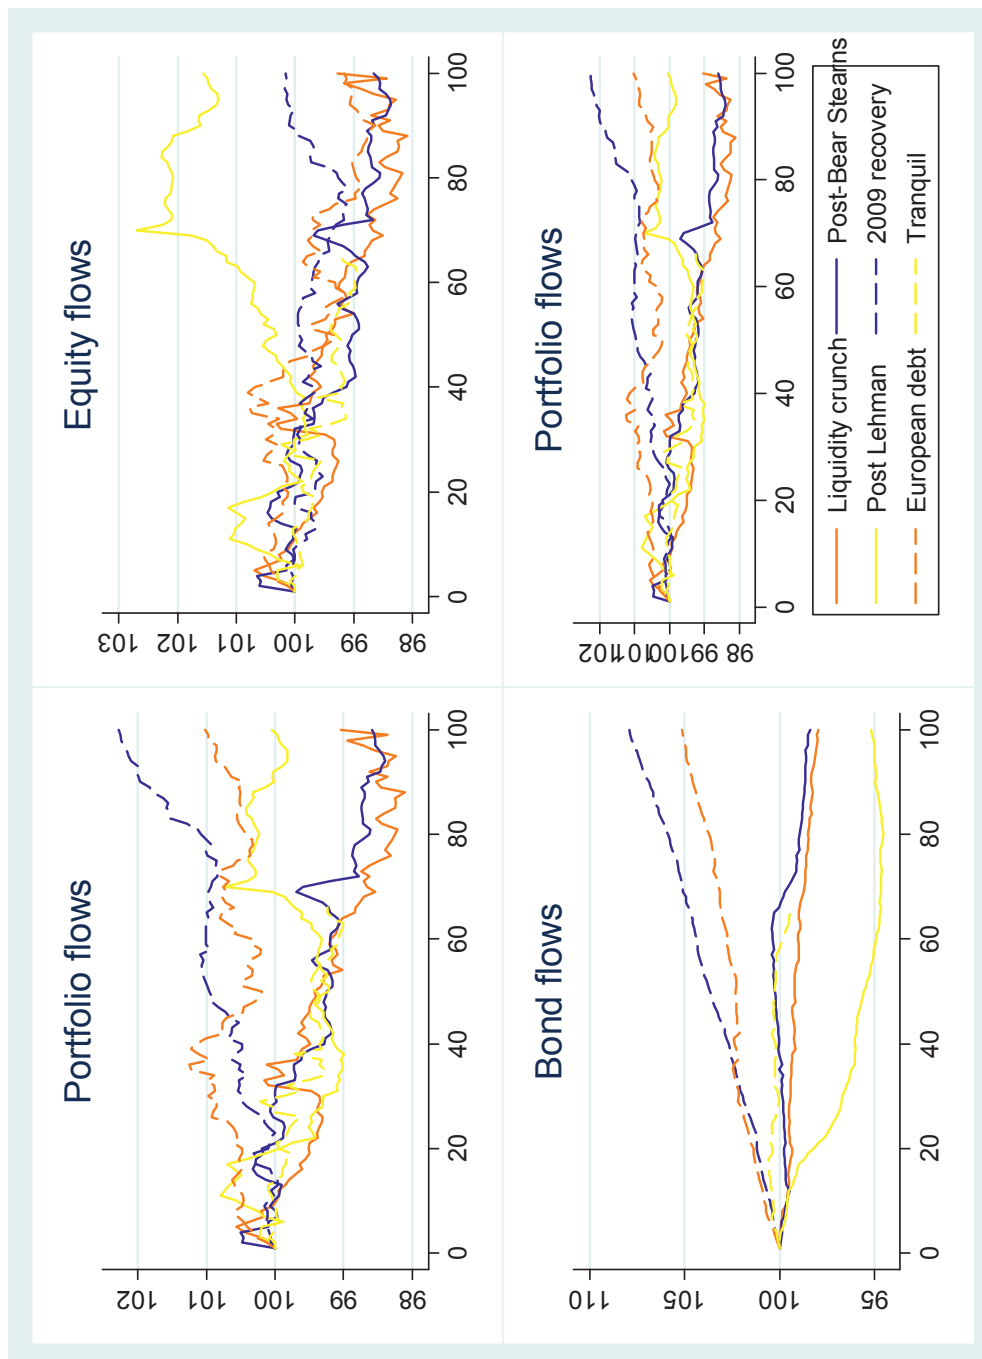 Portfolio flows
102
101
100
99
98
0 20 40 60 80 100
Equity flows
103
102
101
100
99
98
0 20 40 60 80 100
Bond flows
110
105
100
95
0 20 40 60 80 100
Portfolio flows
102
101
100
99
98
0 20 40 60 80 100
Liquidity crunch Post-Bear Stearns
Post Lehman 2009 recovery
European debt Tranquil